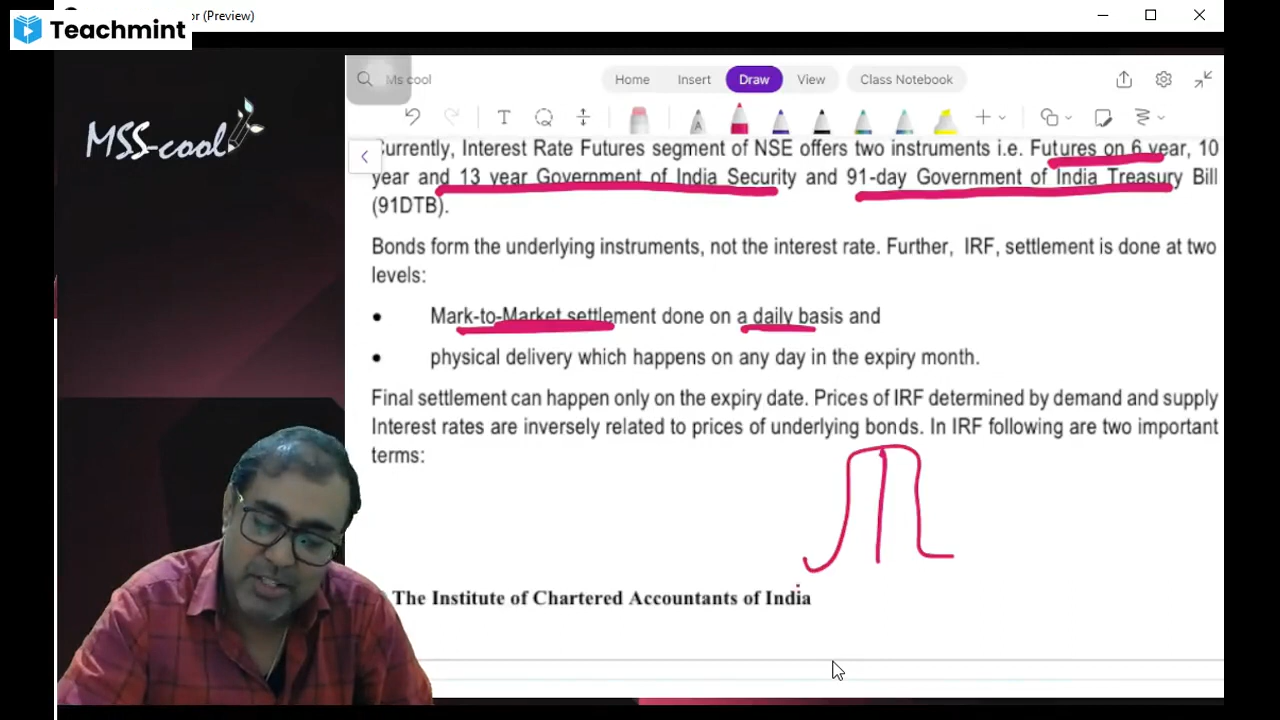 Teachmint
or (Preview)
MSS-cool
Ms cool
Home
Insert
Draw
View
Class Notebook
Currently, Interest Rate Futures segment of NSE offers two instruments i.e. Futures on 6 year, 10
year and 13 year Government of India Security and 91-day Government of India Treasury Bill
(91DTB).
Bonds form the underlying instruments, not the interest rate. Further, IRF, settlement is done at two
levels:
• Mark-to-Market settlement done on a daily basis and
• physical delivery which happens on any day in the expiry month.
Final settlement can happen only on the expiry date. Prices of IRF determined by demand and supply
Interest rates are inversely related to prices of underlying bonds. In IRF following are two important
terms:
The Institute of Chartered Accountants of India